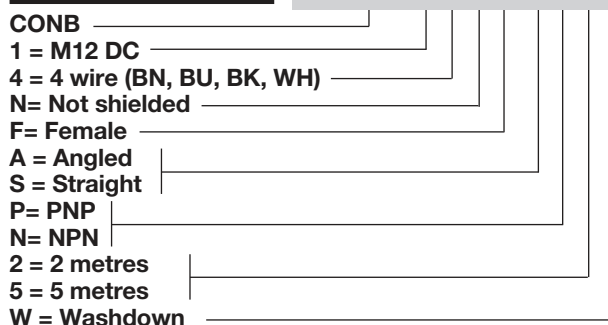 CONB
1 = M12 DC
4 = 4 wire (BN, BU, BK, WH)
N= Not shielded
F= Female
A = Angled
S = Straight
P= PNP
N= NPN
2 = 2 metres
5 = 5 metres
W = Washdown